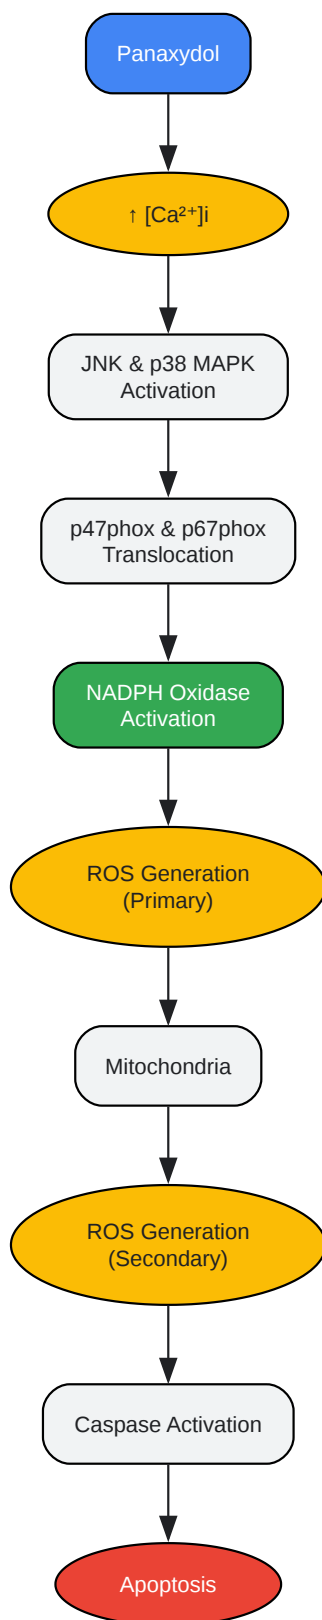 Panaxydol
↑ [Ca²⁺]i
JNK & p38 MAPK
Activation
p47phox & p67phox
Translocation
NADPH Oxidase
Activation
ROS Generation
(Primary)
Mitochondria
ROS Generation
(Secondary)
Caspase Activation
Apoptosis